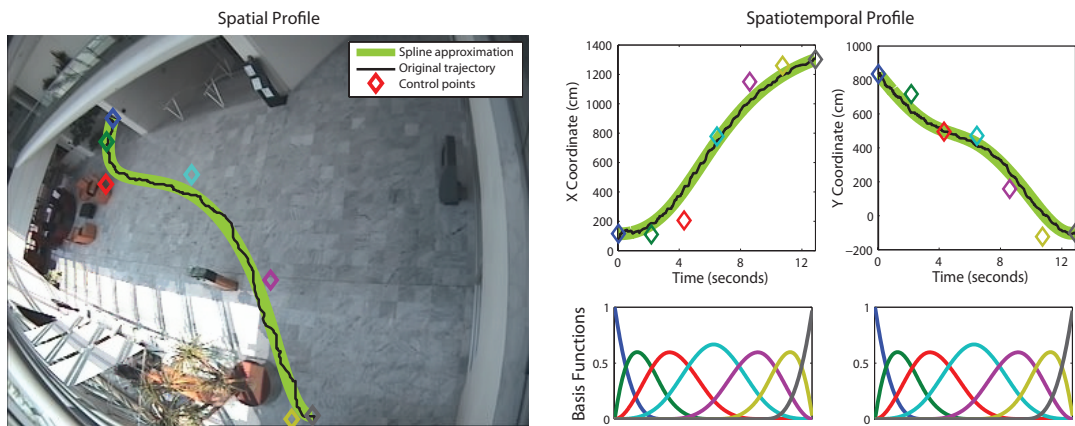 Spatial Profile
Spline approximation
Original trajectory
Control points
Spatiotemporal Profile
1400
1200
1000
800
600
400
200
0
X Coordinate (cm)
0 4 8 12
Time (seconds)
1000
800
600
400
200
0
−200
Y Coordinate (cm)
0 4 8 12
Time (seconds)
1
0.5
0
Basis Functions
1
0.5
0